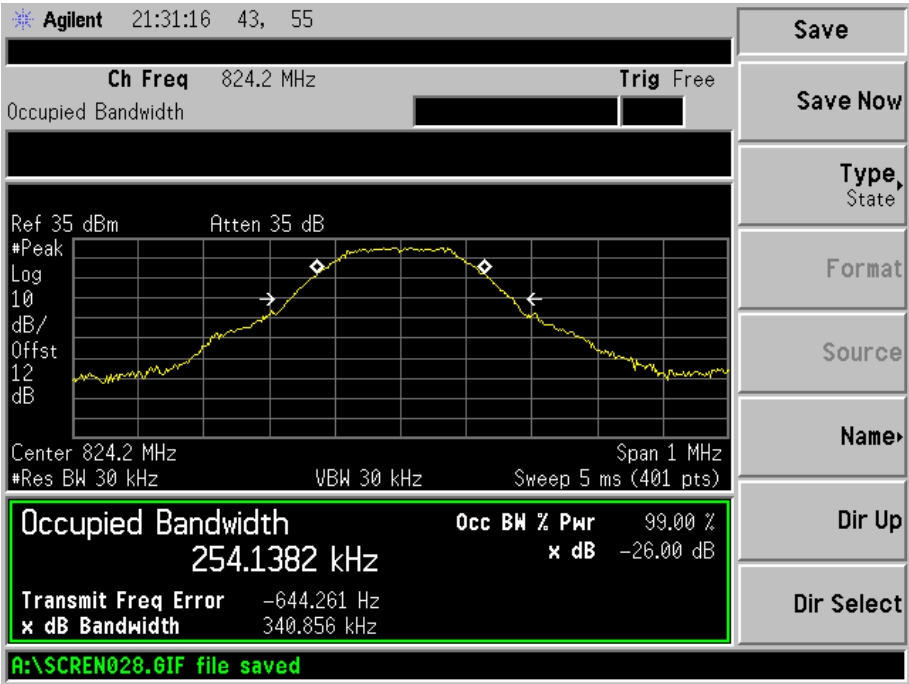 Agilent 21:31:16 43, 55
Ch Freq 824.2 MHz Trig Free
Occupied Bandwidth
Ref 35 dBm Atten 35 dB
#Peak
Log
10
dB/
Offst
12
dB
Center 824.2 MHz Span 1 MHz
#Res BW 30 kHz VBW 30 kHz Sweep 5 ms (401 pts)
Occupied Bandwidth
254.1382 kHz
Occ BW % Pwr 99.00 %
x dB -26.00 dB
Transmit Freq Error -644.261 Hz
x dB Bandwidth 340.856 kHz
A:\SCREN028.GIF file saved
Save
Save Now
Type
State
Format
Source
Name
Dir Up
Dir Select